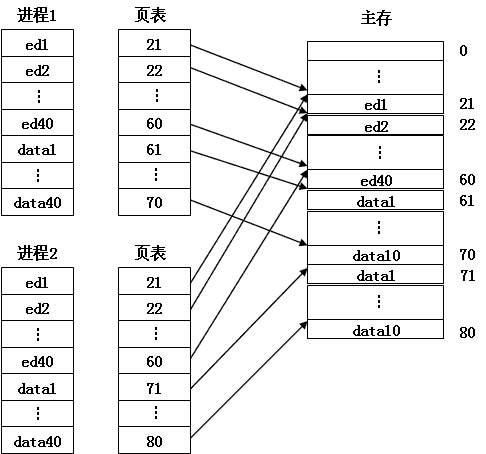 进程1 页表 主存
ed1 21 0
ed2 22 ⋮
⋮ ⋮ ed1 21
ed40 60 ed2 22
data1 61 ⋮
⋮ ⋮ ed40 60
data40 70 data1 61
⋮
进程2 页表 data10 70
ed1 21 data1 71
ed2 22 ⋮
⋮ ⋮ data10 80
ed40 60
data1 71
⋮ ⋮
data40 80